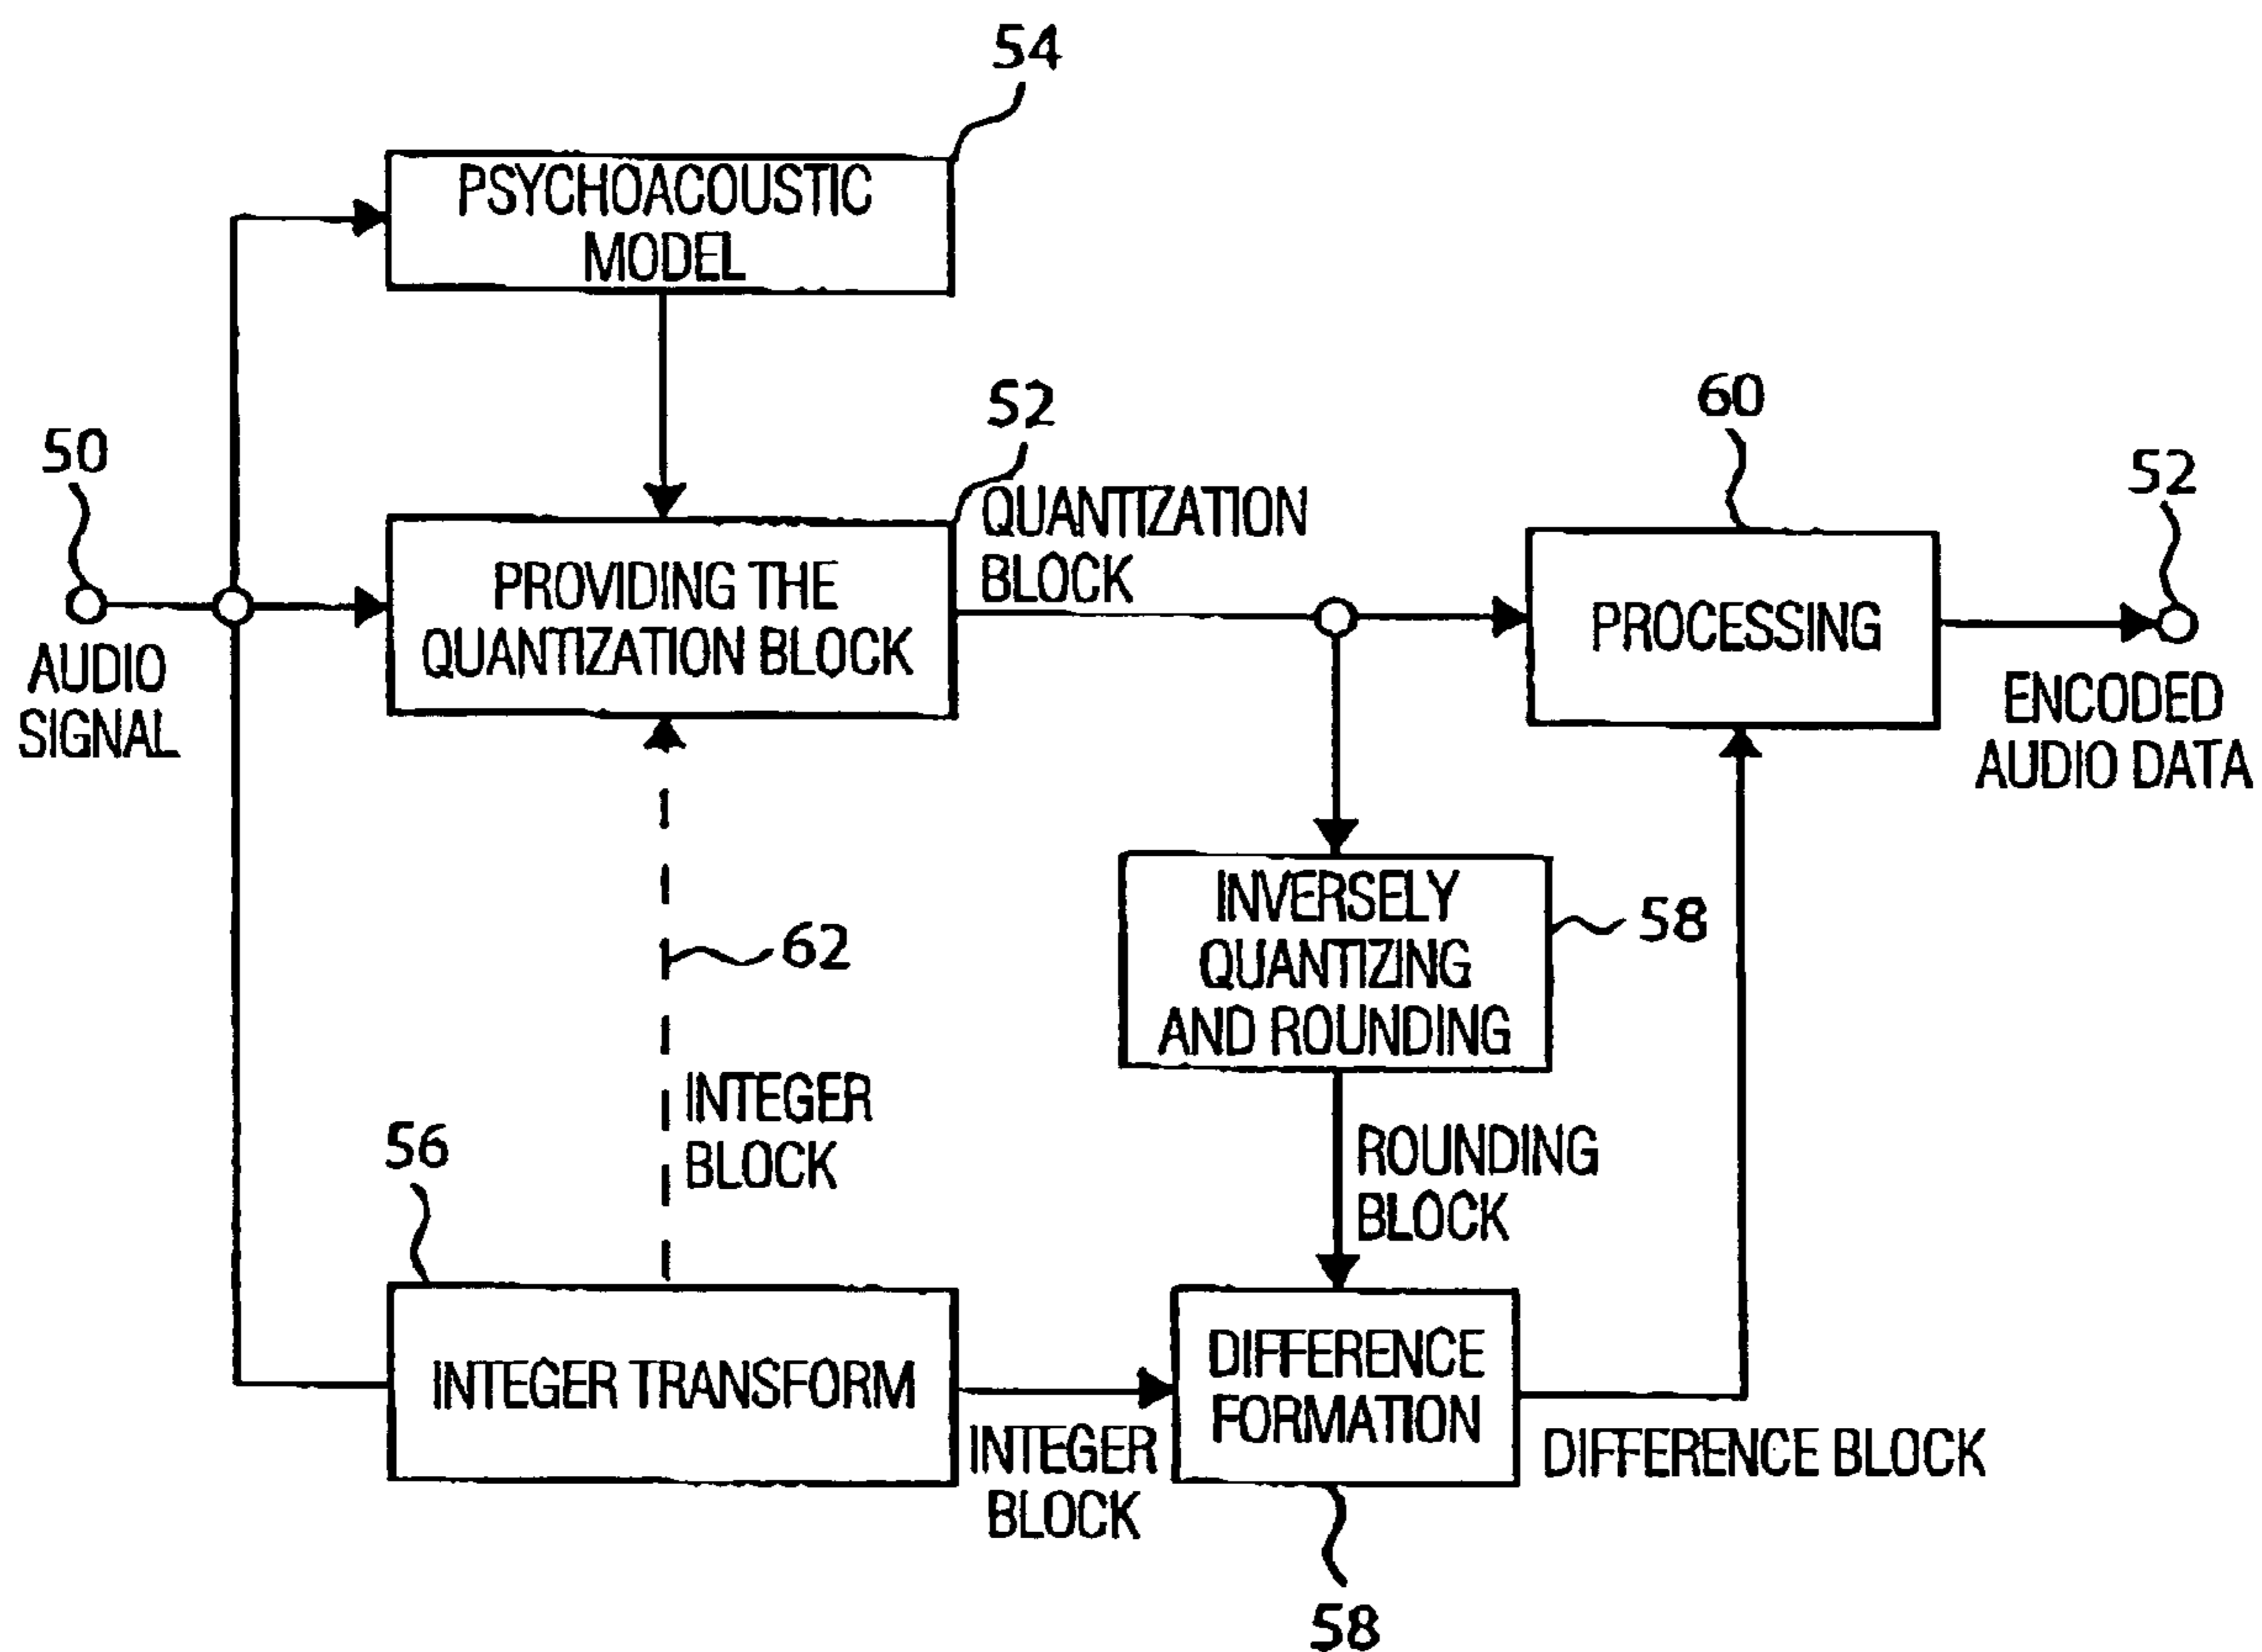 54
PSYCHOACOUSTIC
MODEL
50
AUDIO
SIGNAL
52
PROVIDING THE
QUANTIZATION BLOCK
QUANTIZATION
BLOCK
60
PROCESSING
52
ENCODED
AUDIO DATA
INVERSELY
QUANTIZING
AND ROUNDING
58
62
INTEGER
BLOCK
ROUNDING
BLOCK
56
INTEGER TRANSFORM
INTEGER
BLOCK
DIFFERENCE
FORMATION
DIFFERENCE BLOCK
58